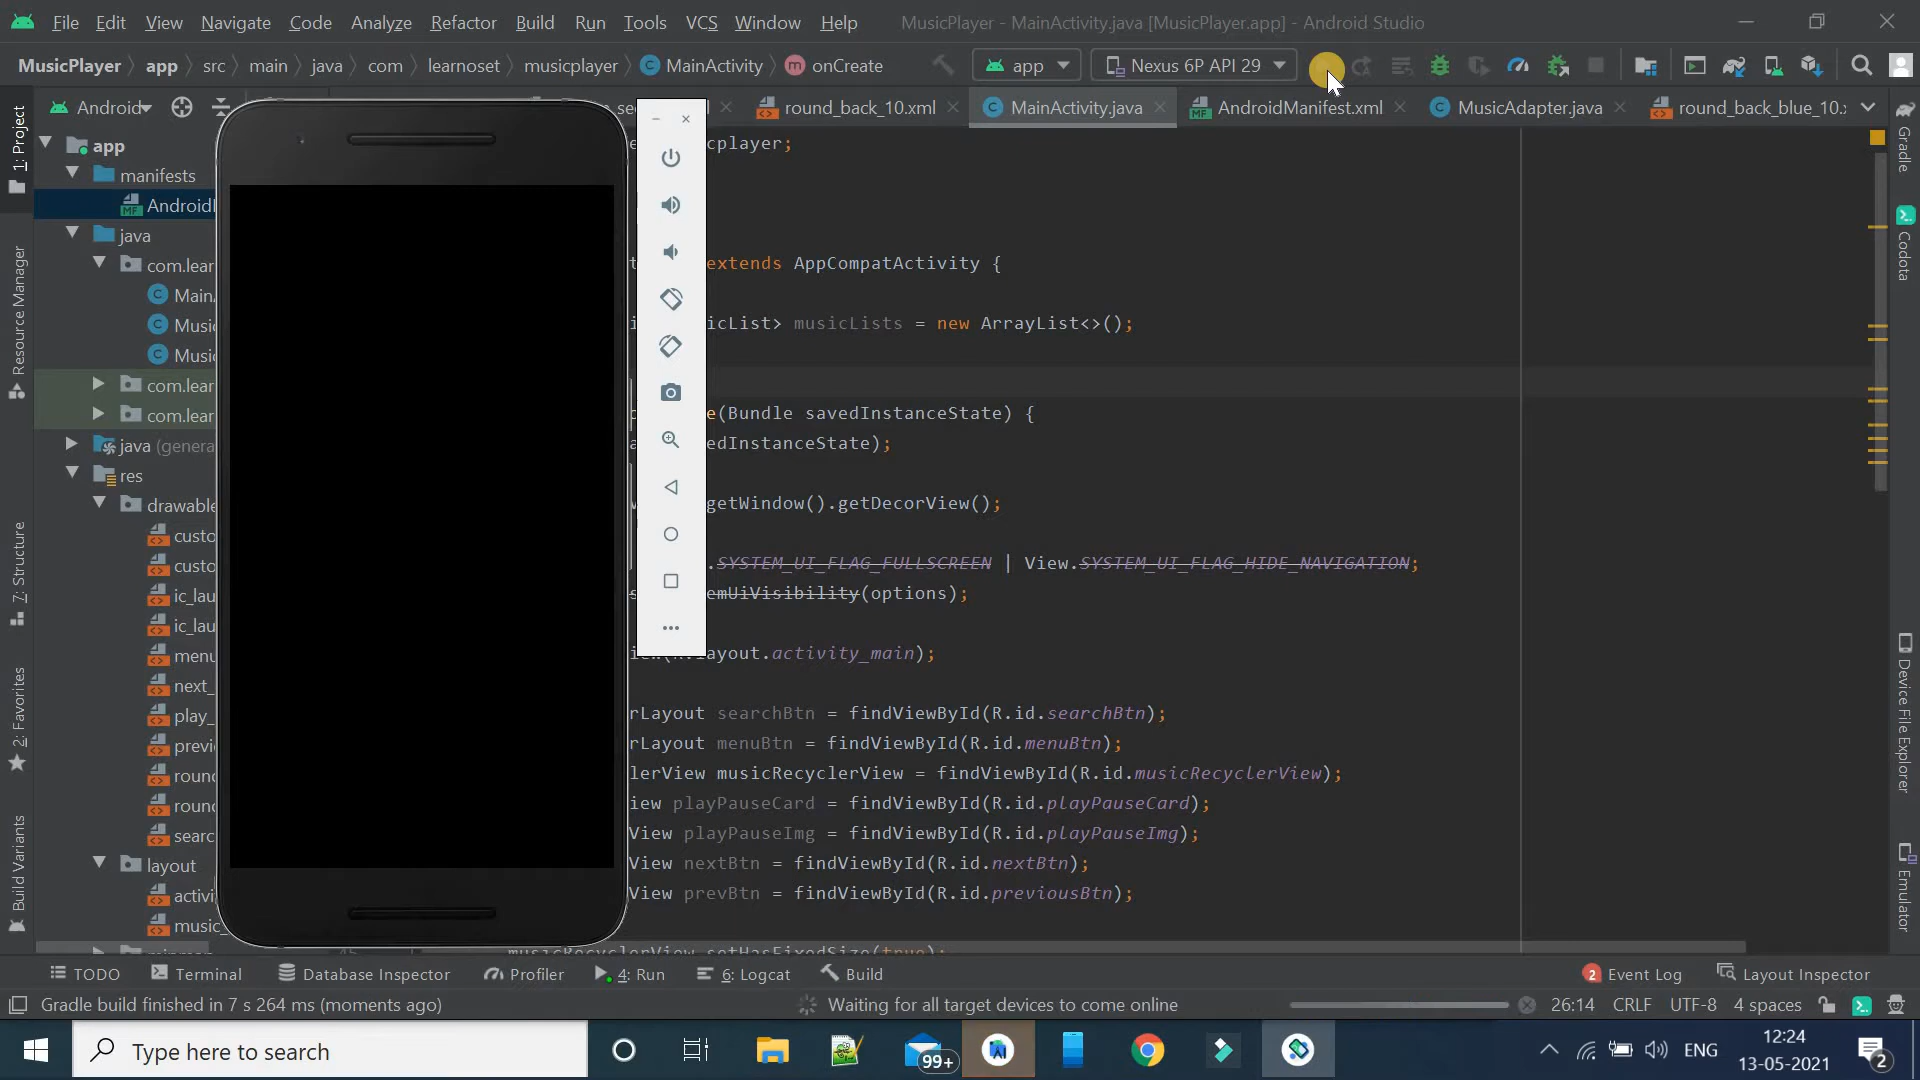 File Edit View Navigate Code Analyze Refactor Build Run Tools VCS Window Help MusicPlayer - MainActivity.java [MusicPlayer.app] - Android Studio
MusicPlayer app src main java com learnoset musicplayer MainActivity onCreate app Nexus 6P API 29
Android round_back_10.xml MainActivity.java AndroidManifest.xml MusicAdapter.java round_back_blue_10.x
1: Project
Resource Manager
7: Structure
2: Favorites
Build Variants
app
manifests
Android
java
com.lear
Main
Musi
Musi
com.lear
com.lear
java (genera
res
drawable
custo
custo
ic_lau
ic_lau
menu
next_
play_
previ
roun
roun
searc
layout
activi
music_
cplayer;
extends AppCompatActivity {
icList> musicLists = new ArrayList<>();
e(Bundle savedInstanceState) {
edInstanceState);
getWindow().getDecorView();
.SYSTEM_UI_FLAG_FULLSCREEN | View.SYSTEM_UI_FLAG_HIDE_NAVIGATION;
emUiVisibility(options);
layout.activity_main);
rLayout searchBtn = findViewById(R.id.searchBtn);
rLayout menuBtn = findViewById(R.id.menuBtn);
lerView musicRecyclerView = findViewById(R.id.musicRecyclerView);
iew playPauseCard = findViewById(R.id.playPauseCard);
View playPauseImg = findViewById(R.id.playPauseImg);
View nextBtn = findViewById(R.id.nextBtn);
View prevBtn = findViewById(R.id.previousBtn);
musicRecyclerView.setHasFixedSize(true);
Gradle
Codota
Device File Explorer
Emulator
TODO Terminal Database Inspector Profiler 4: Run 6: Logcat Build 2 Event Log Layout Inspector
Gradle build finished in 7 s 264 ms (moments ago) Waiting for all target devices to come online 26:14 CRLF UTF-8 4 spaces
Type here to search 99+ ENG 12:24
13-05-2021 2